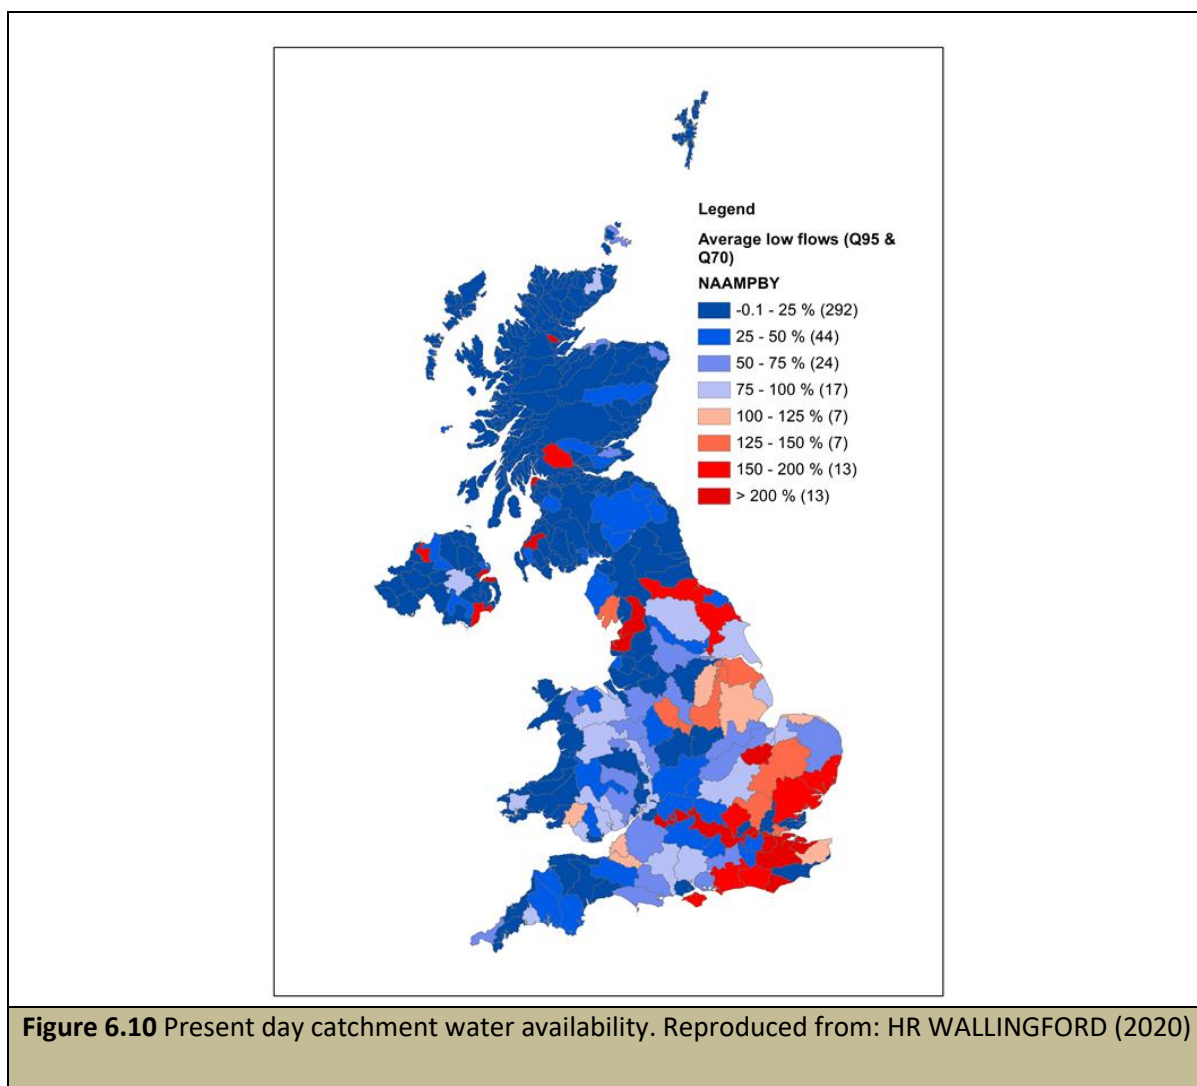 Legend
Average low flows (Q95 &
Q70)
NAAMPBY
-0.1 - 25 % (292)
25 - 50 % (44)
50 - 75 % (24)
75 - 100 % (17)
100 - 125 % (7)
125 - 150 % (7)
150 - 200 % (13)
> 200 % (13)
Figure 6.10 Present day catchment water availability. Reproduced from: HR WALLINGFORD (2020)